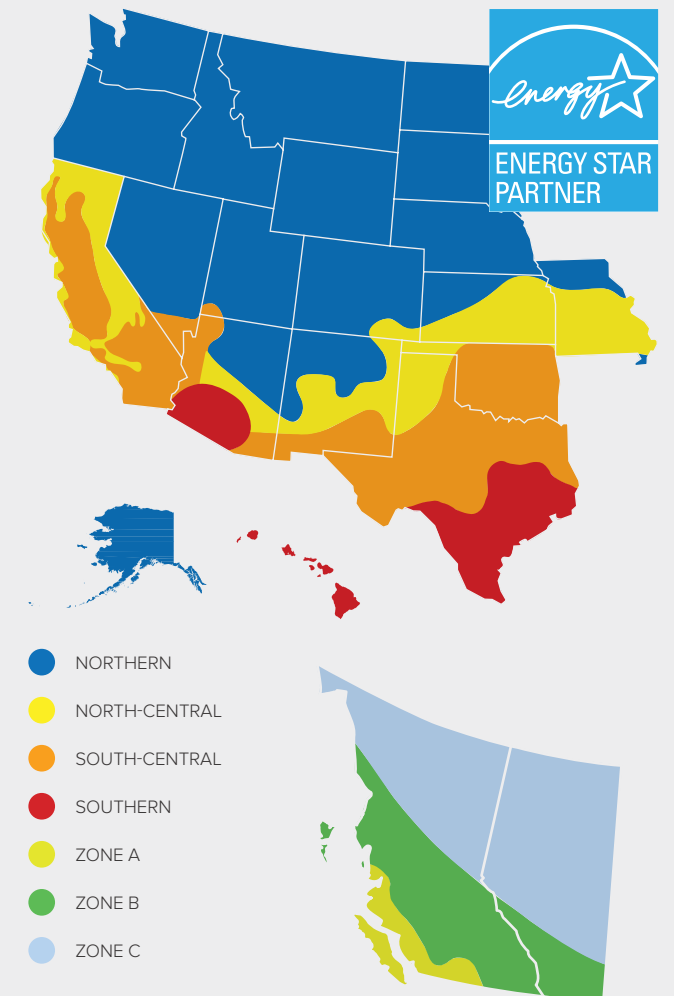 energy
ENERGY STAR
PARTNER
NORTHERN
NORTH-CENTRAL
SOUTH-CENTRAL
SOUTHERN
ZONE A
ZONE B
ZONE C